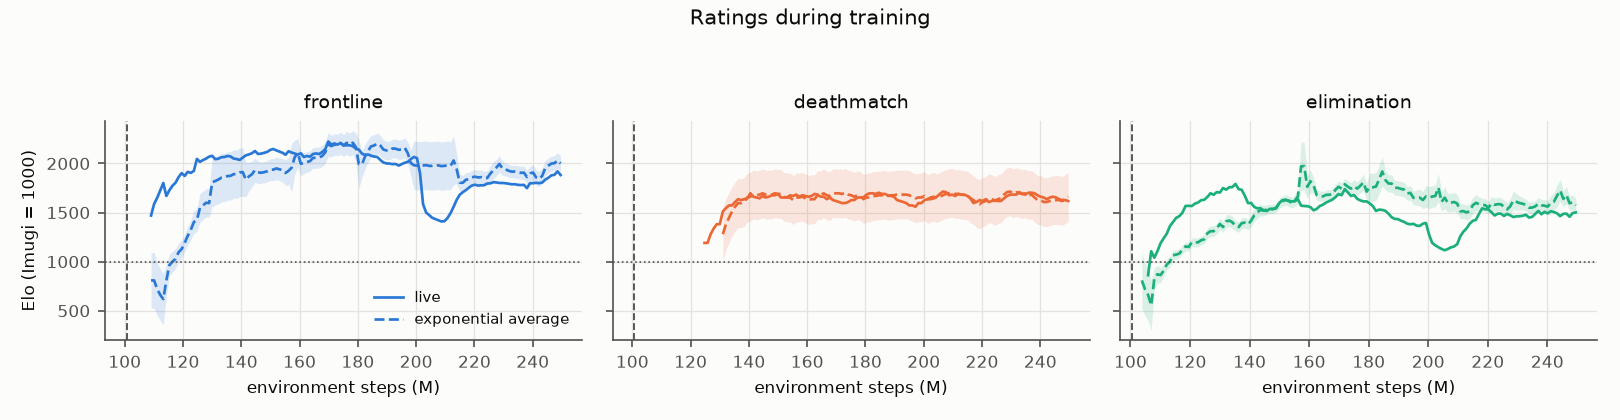 Ratings during training
frontline
deathmatch
elimination
Elo (Imugi = 1000)
2000
1500
1000
500
live
exponential average
100 120 140 160 180 200 220 240
100 120 140 160 180 200 220 240
100 120 140 160 180 200 220 240
environment steps (M)
environment steps (M)
environment steps (M)